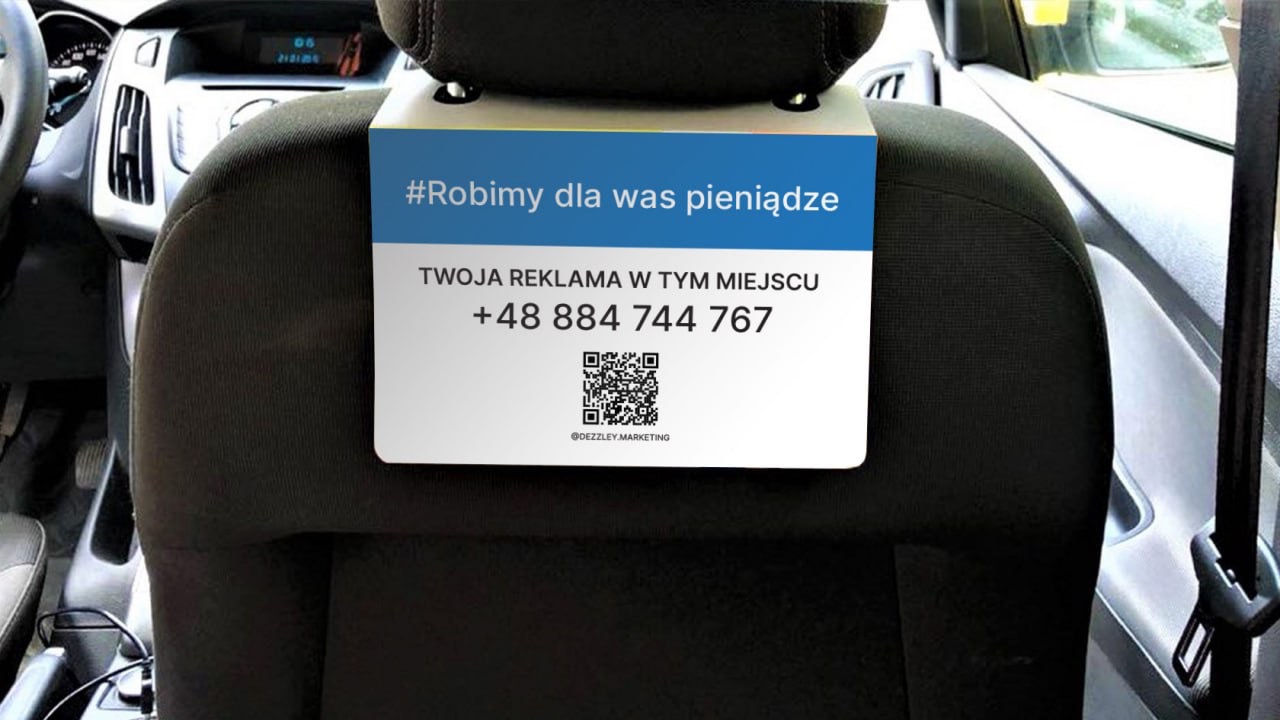 #Robimy dla was pieniądze
TWOJA REKLAMA W TYM MIEJSCU
+48 884 744 767
@DEZZLEY.MARKETING